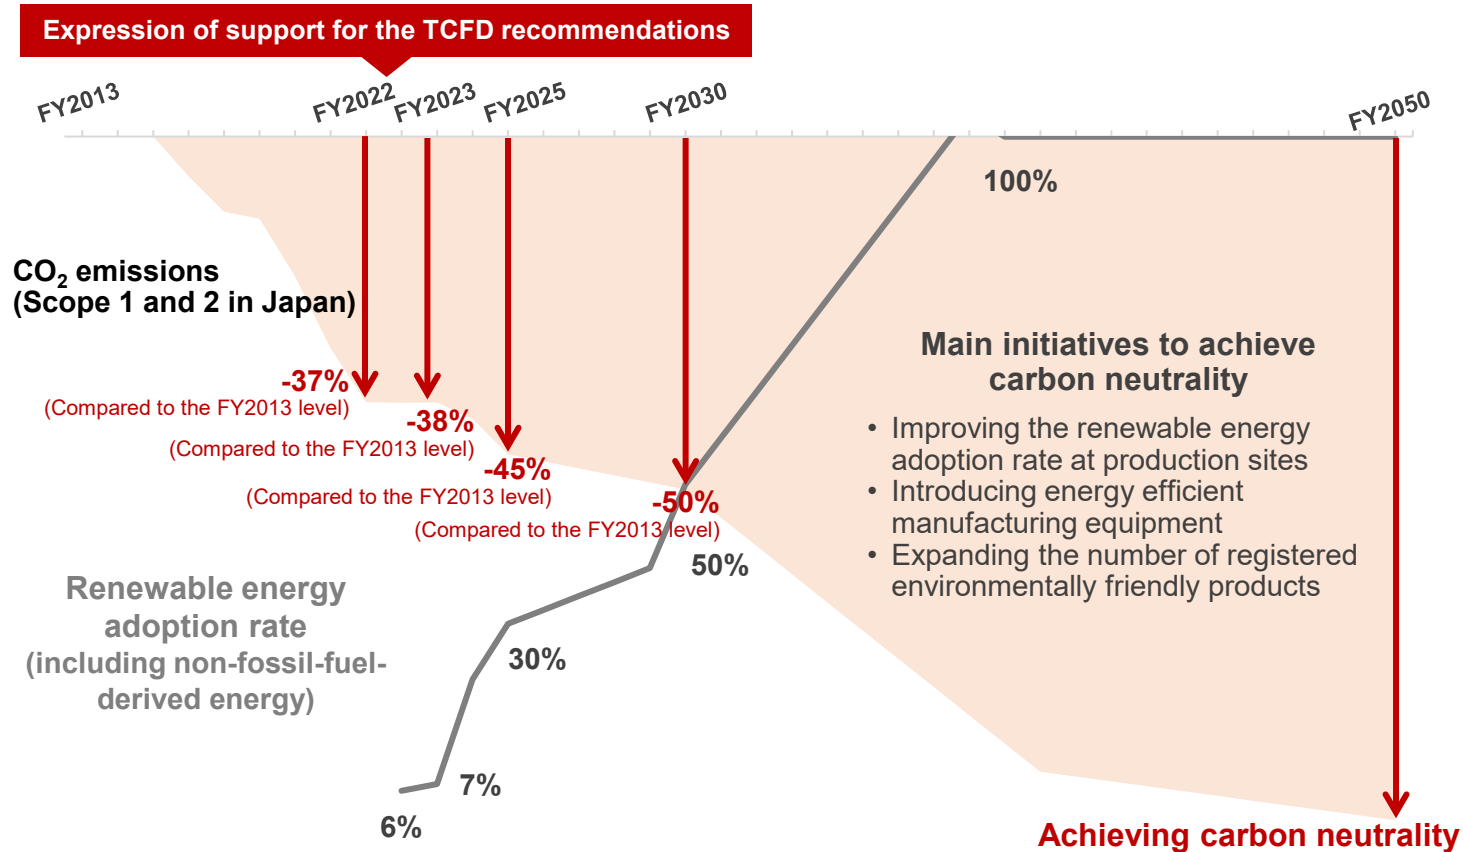 Expression of support for the TCFD recommendations
FY2013
FY2022
FY2023
FY2025
FY2030
FY2050
100%
CO₂ emissions
(Scope 1 and 2 in Japan)
-37%
(Compared to the FY2013 level)
-38%
(Compared to the FY2013 level)
-45%
(Compared to the FY2013 level)
-50%
(Compared to the FY2013 level)
Main initiatives to achieve
carbon neutrality
• Improving the renewable energy
adoption rate at production sites
• Introducing energy efficient
manufacturing equipment
• Expanding the number of registered
environmentally friendly products
Renewable energy
adoption rate
(including non-fossil-fuel-
derived energy)
50%
30%
7%
6%
Achieving carbon neutrality